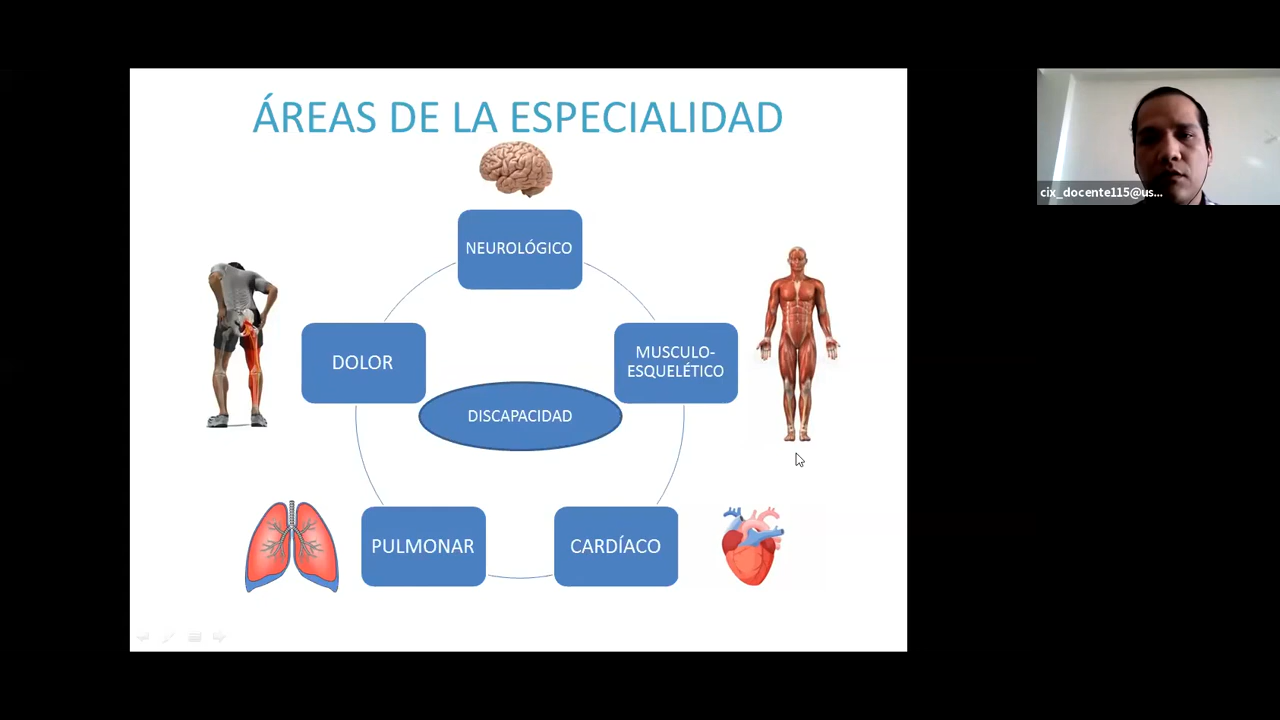 ÁREAS DE LA ESPECIALIDAD
NEUROLÓGICO
DOLOR
MUSCULO-
ESQUELÉTICO
DISCAPACIDAD
PULMONAR
CARDÍACO
cix_docente115@us...